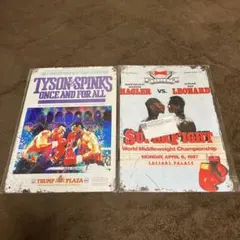 TYSON-SPINKS
ONCE AND FOR ALL
TRUMP PLAZA
HAGLER VS. LEONARD
SUPERFIGHT
World Middleweight Championship
MONDAY, APRIL 6, 1987
CAESARS PALACE